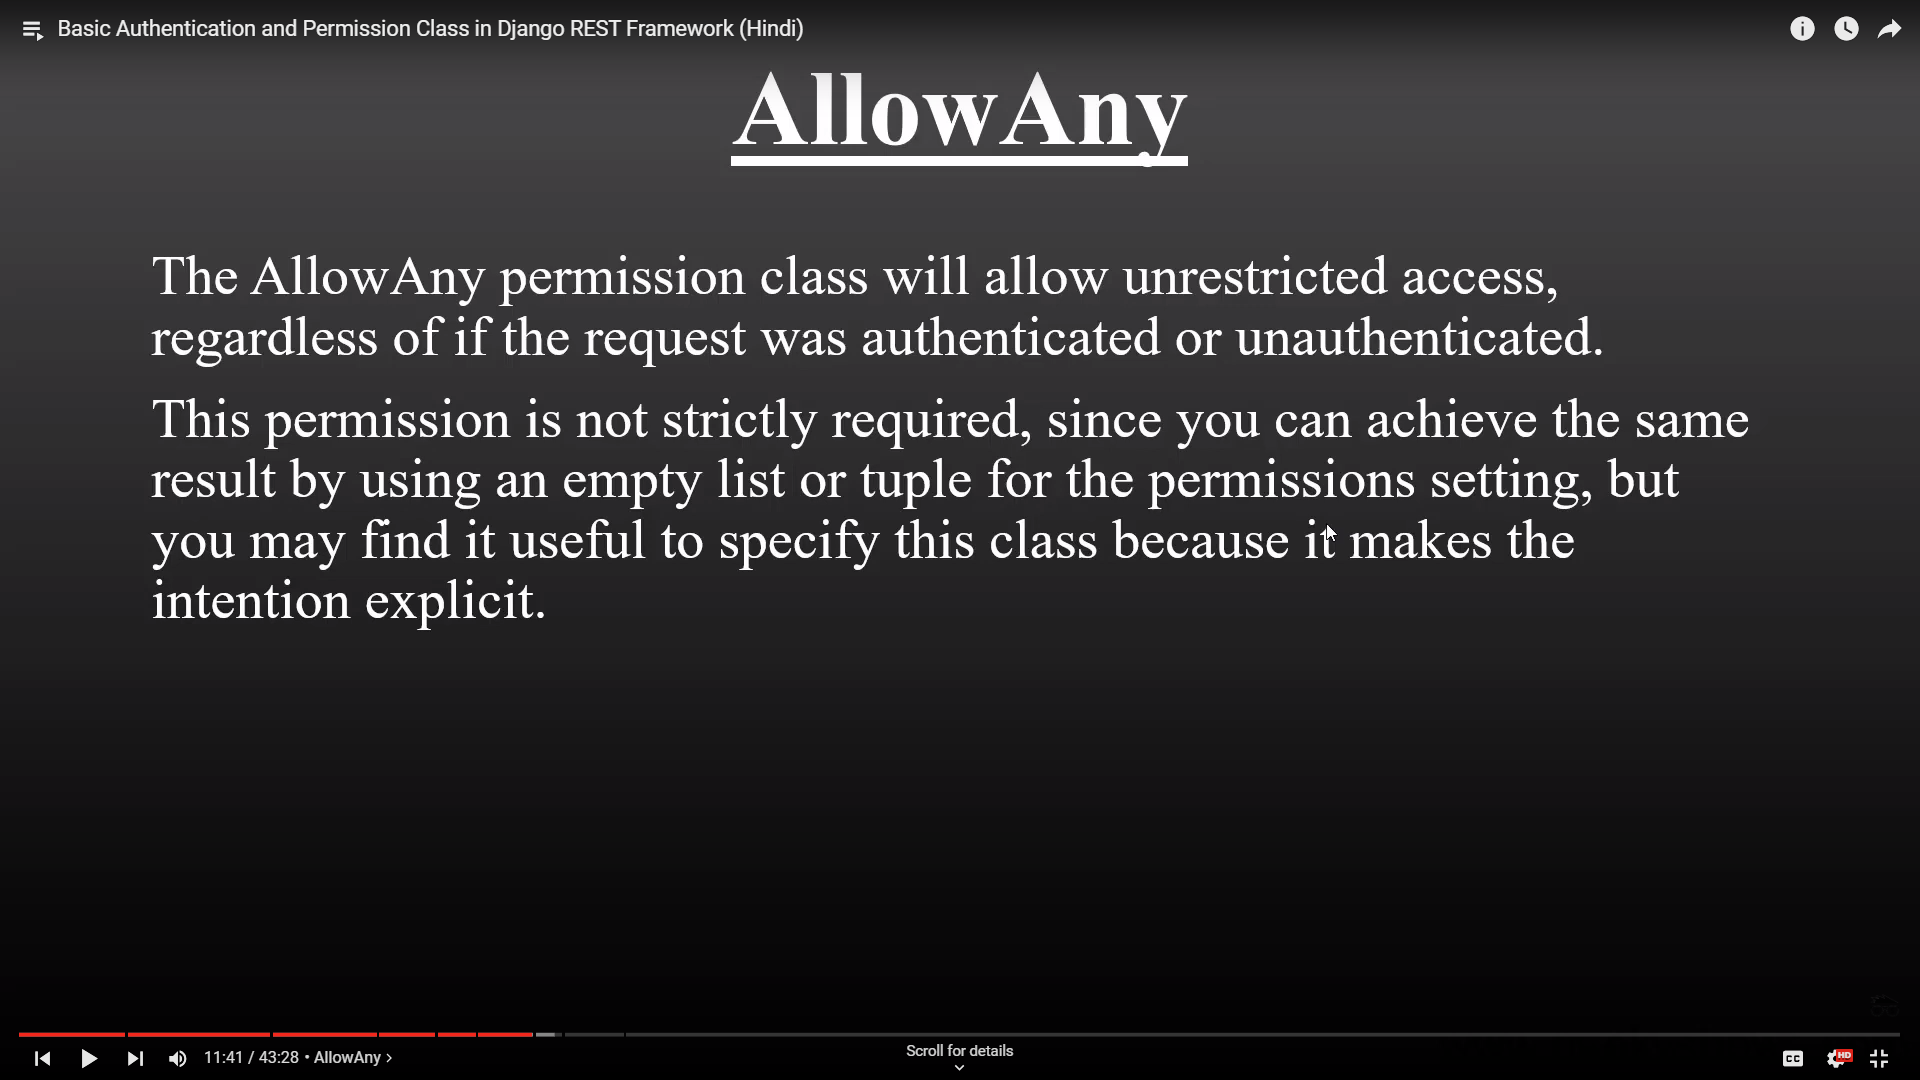 Basic Authentication and Permission Class in Django REST Framework (Hindi)
AllowAny
The AllowAny permission class will allow unrestricted access,
regardless of if the request was authenticated or unauthenticated.
This permission is not strictly required, since you can achieve the same
result by using an empty list or tuple for the permissions setting, but
you may find it useful to specify this class because it makes the
intention explicit.
Scroll for details
11:41 / 43:28 • AllowAny
CC
HD